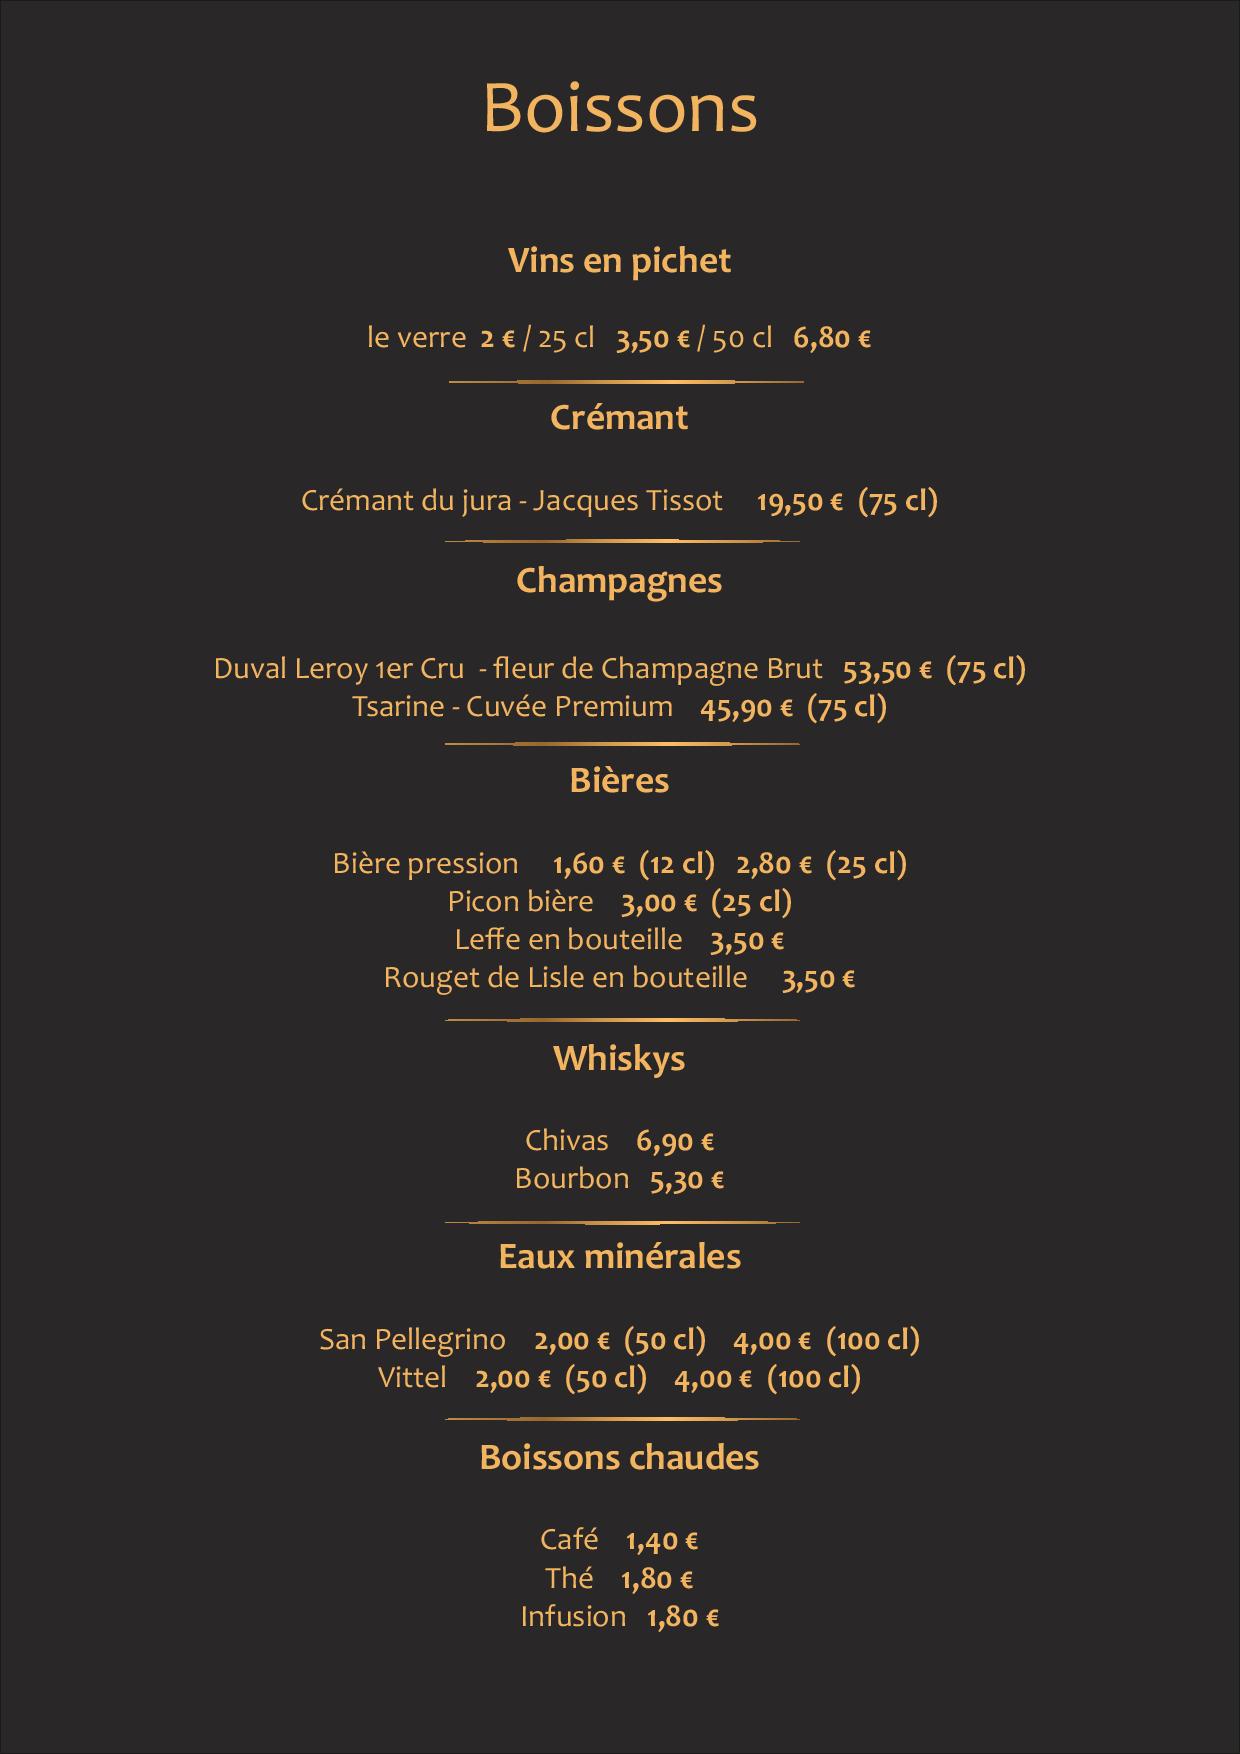 Boissons
Vins en pichet
le verre 2 € / 25 cl 3,50 € / 50 cl 6,80 €
Crémant
Crémant du jura - Jacques Tissot 19,50 € (75 cl)
Champagnes
Duval Leroy 1er Cru - fleur de Champagne Brut 53,50 € (75 cl)
Tsarine - Cuvée Premium 45,90 € (75 cl)
Bières
Bière pression 1,60 € (12 cl) 2,80 € (25 cl)
Picon bière 3,00 € (25 cl)
Leffe en bouteille 3,50 €
Rouget de Lisle en bouteille 3,50 €
Whiskys
Chivas 6,90 €
Bourbon 5,30 €
Eaux minérales
San Pellegrino 2,00 € (50 cl) 4,00 € (100 cl)
Vittel 2,00 € (50 cl) 4,00 € (100 cl)
Boissons chaudes
Café 1,40 €
Thé 1,80 €
Infusion 1,80 €